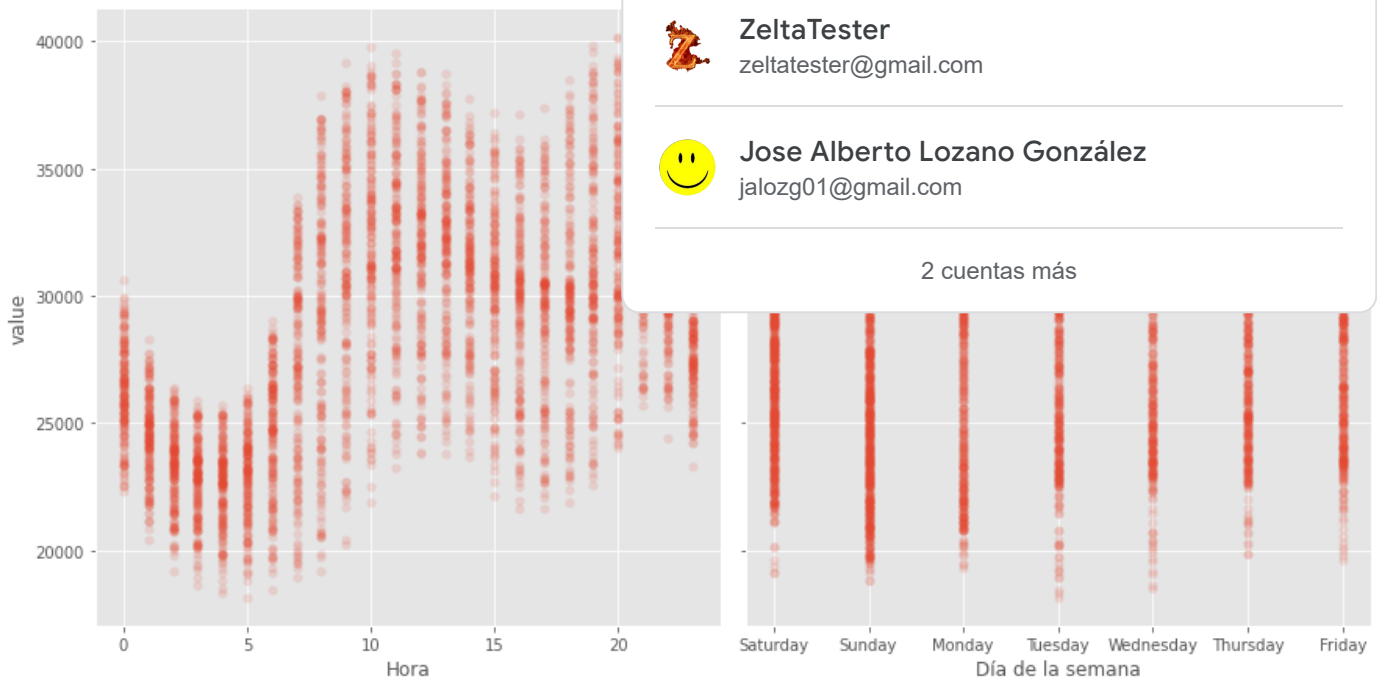 ZeltaTester
zeltatester@gmail.com
Jose Alberto Lozano González
jalozg01@gmail.com
2 cuentas más
value
40000
35000
30000
25000
20000
0 5 10 15 20
Hora
Saturday Sunday Monday Tuesday Wednesday Thursday Friday
Día de la semana